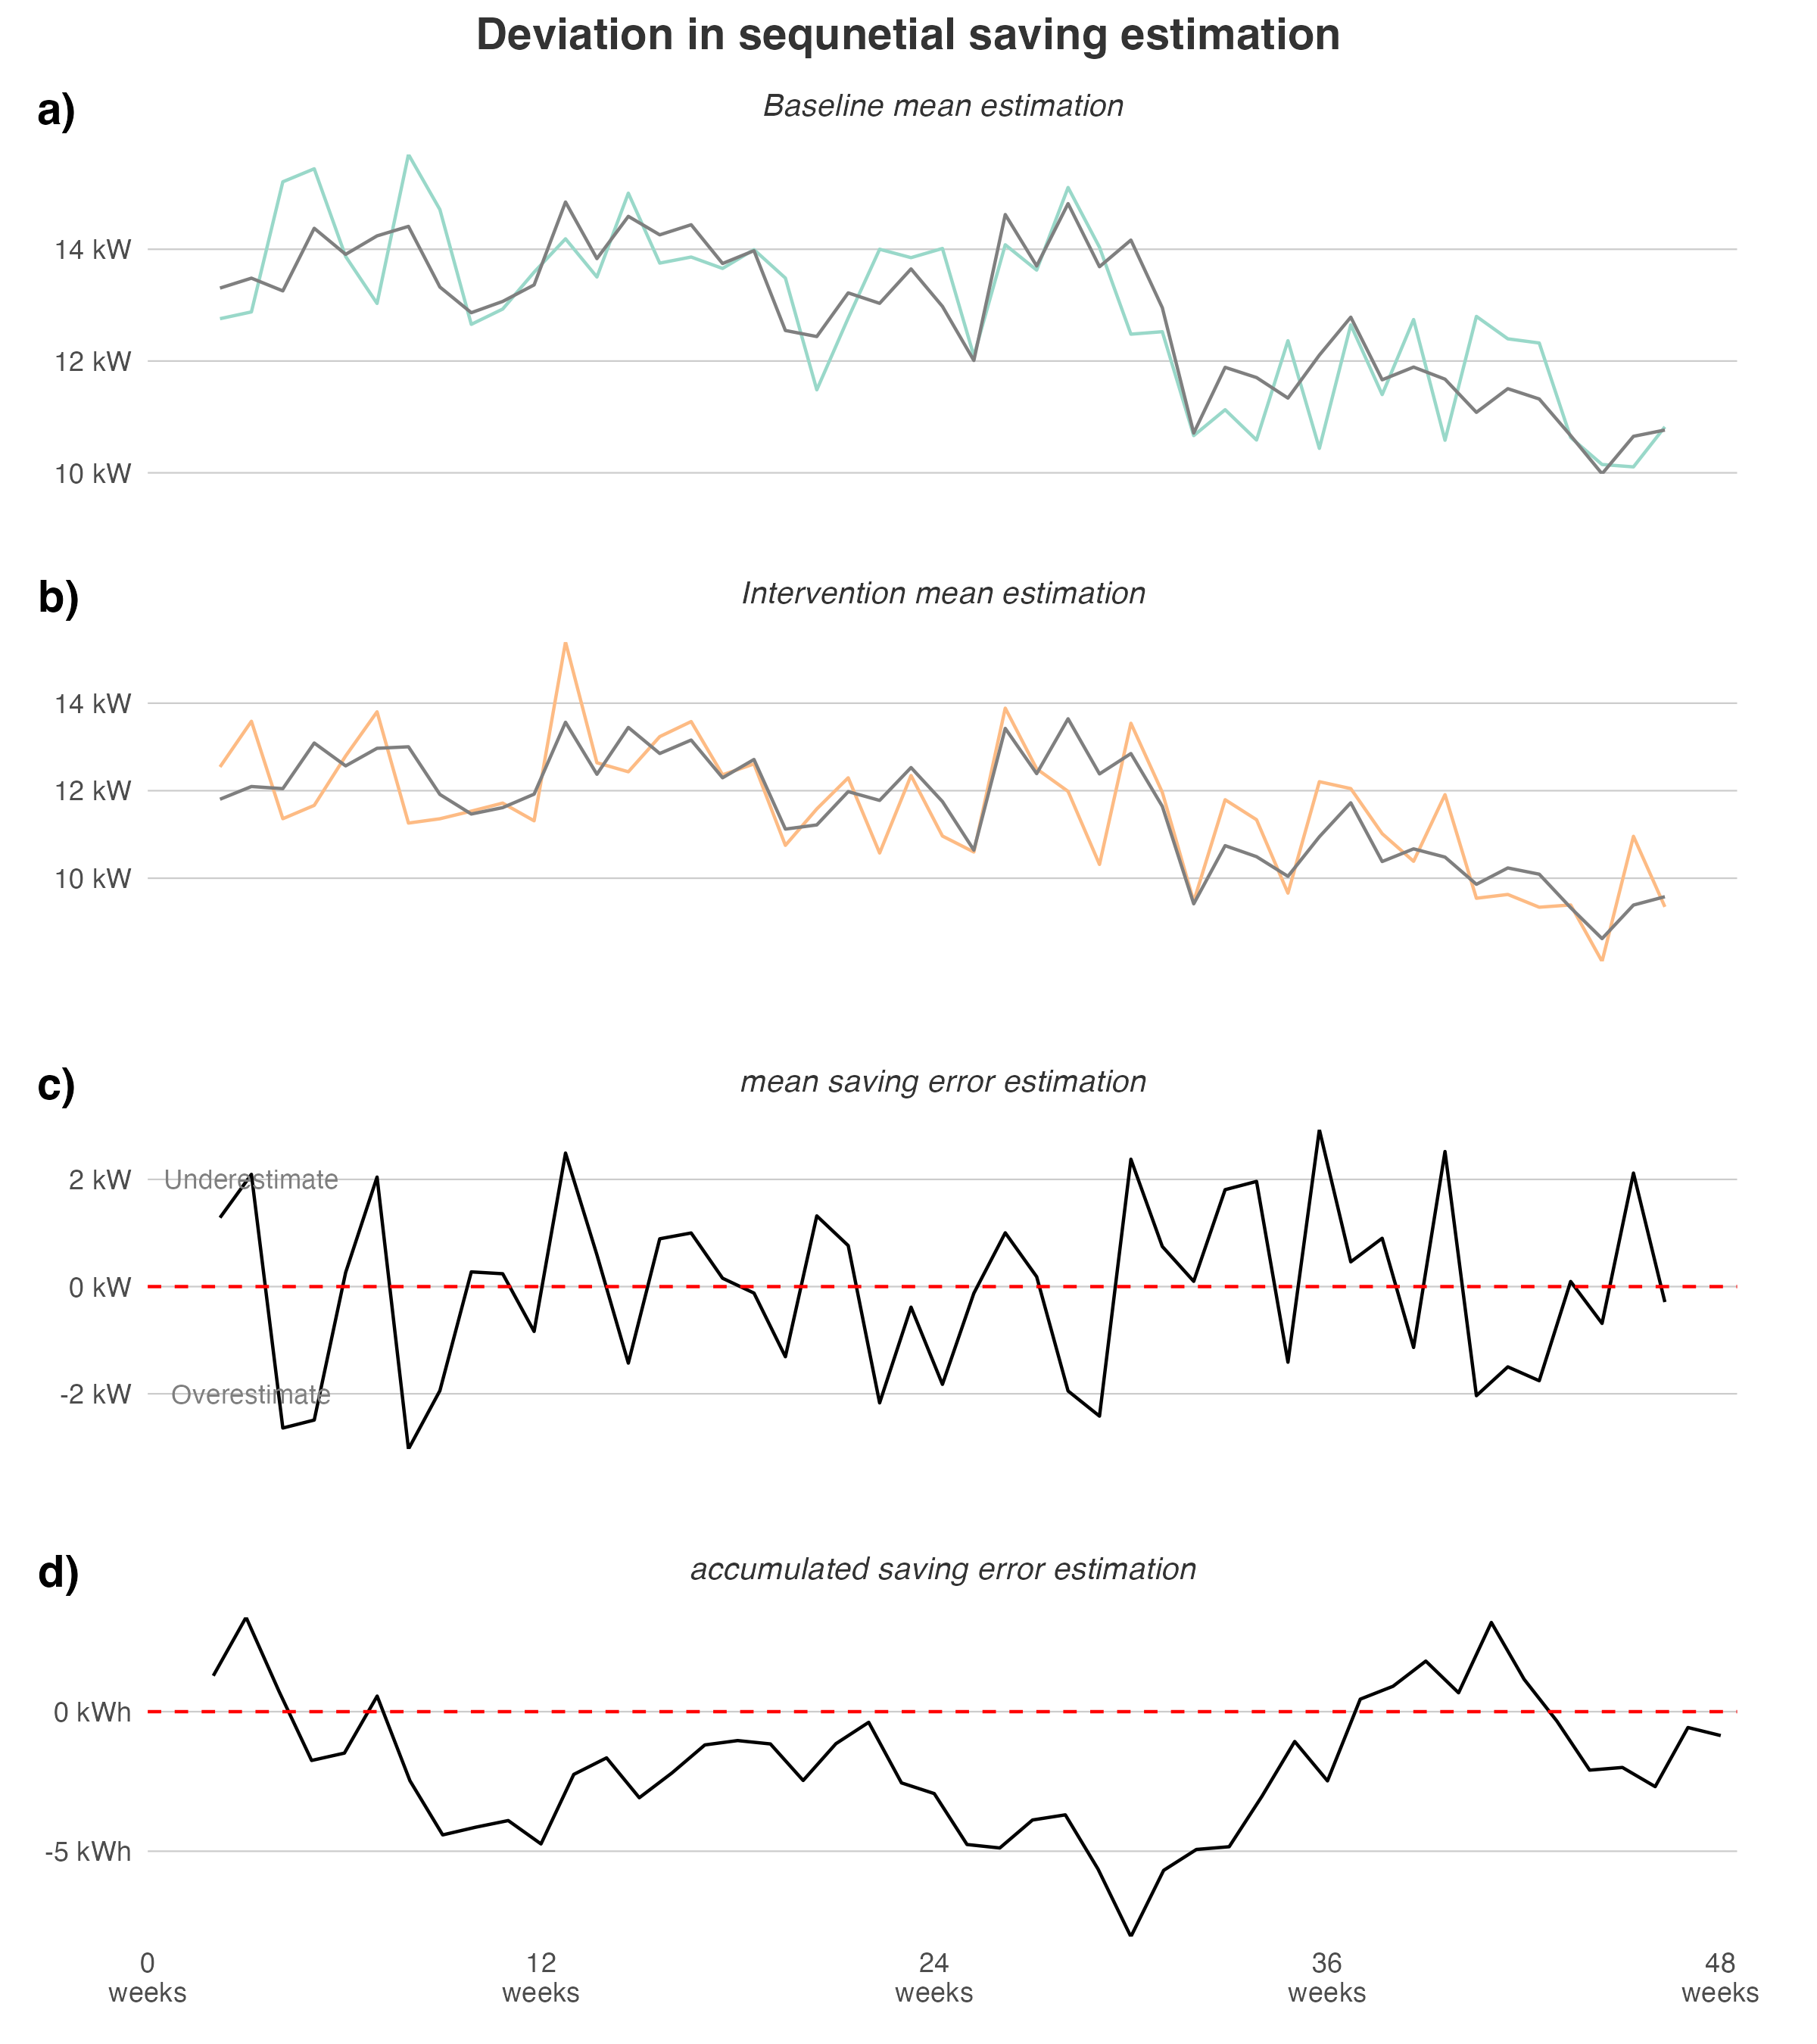 Deviation in sequnetial saving estimation
a)
Baseline mean estimation
14 kW
12 kW
10 kW
b)
Intervention mean estimation
14 kW
12 kW
10 kW
c)
mean saving error estimation
2 kW
Underestimate
0 kW
-2 kW
Overestimate
d)
accumulated saving error estimation
0 kWh
-5 kWh
0 12 24 36 48
weeks weeks weeks weeks weeks